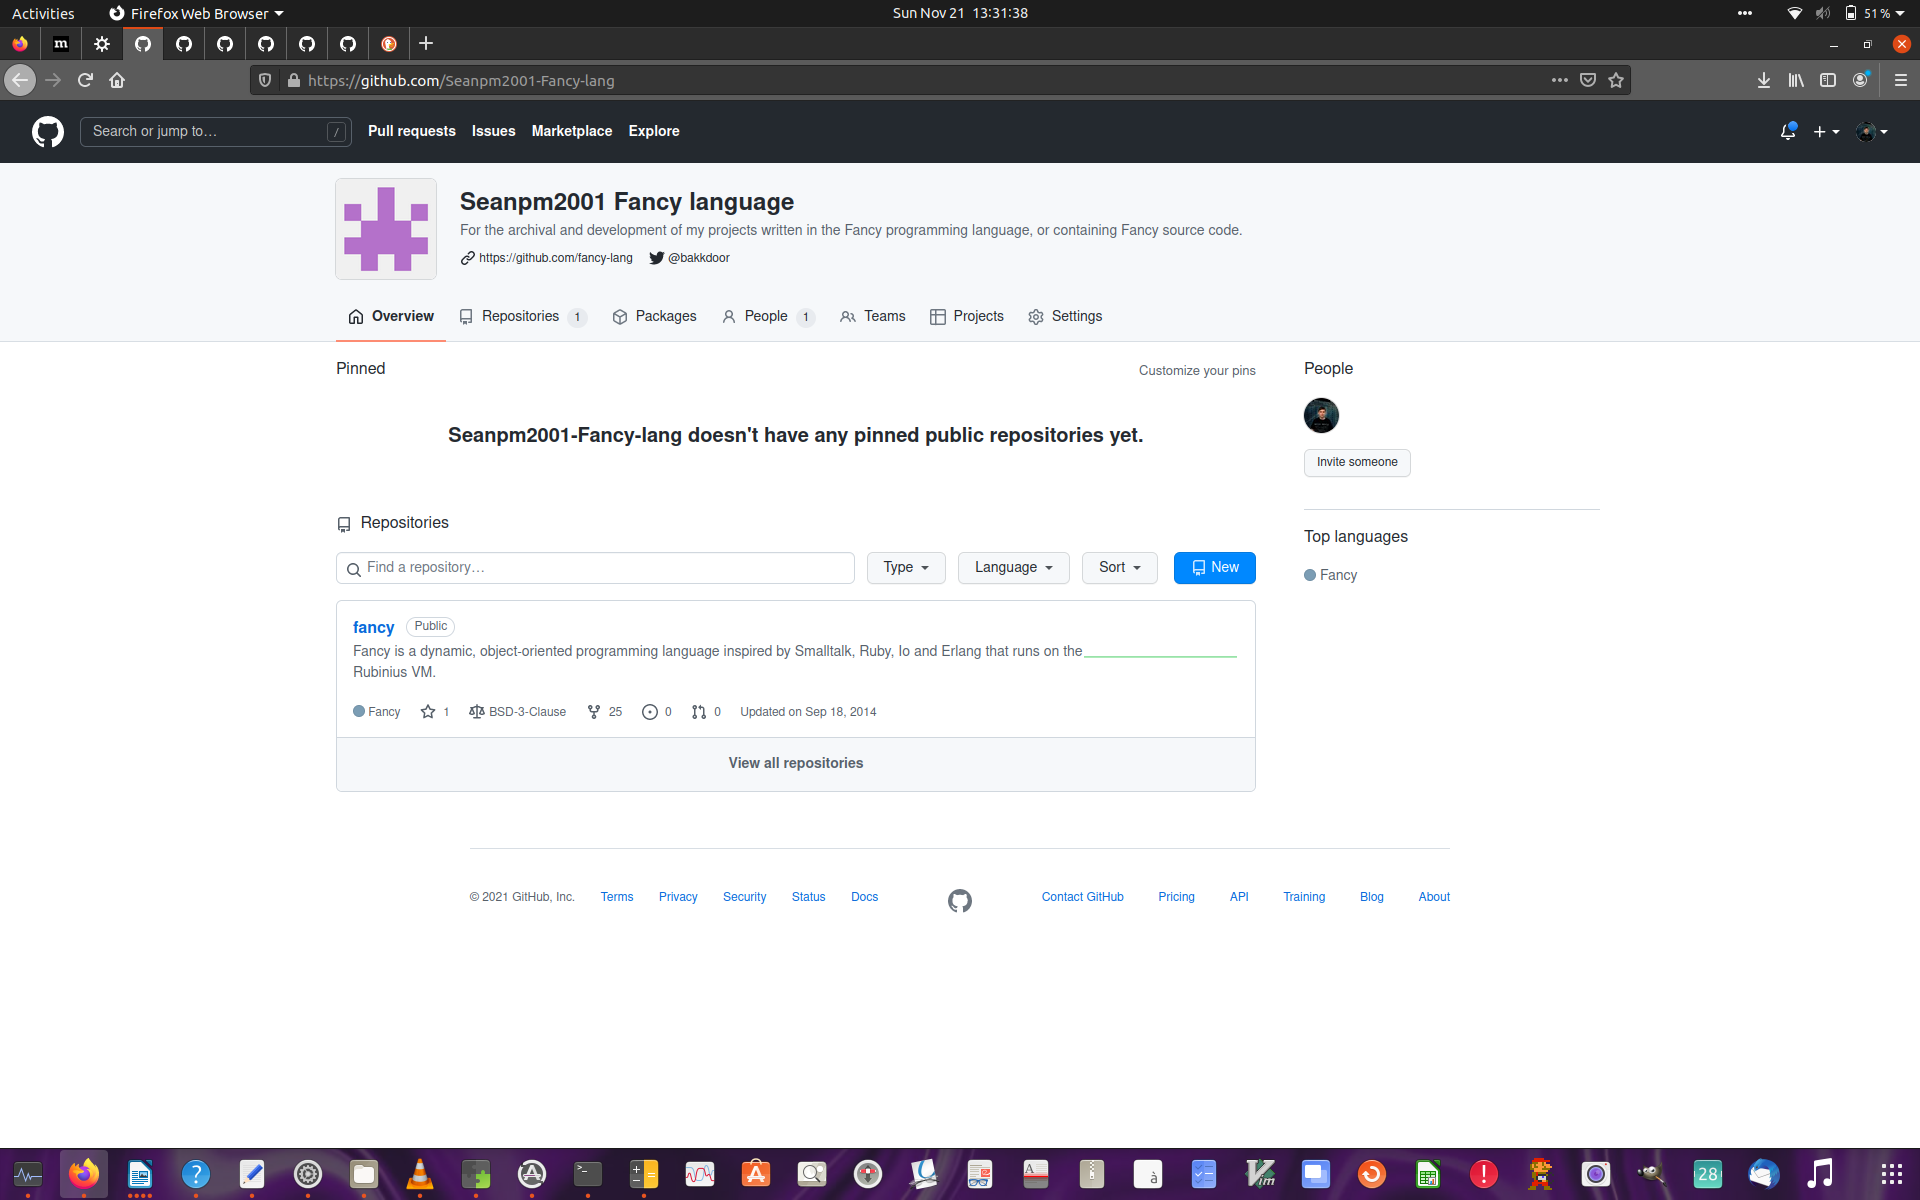 Activities
Firefox Web Browser
Sun Nov 21 13:31:38
51 %
m
https://github.com/Seanpm2001-Fancy-lang
Search or jump to…
/
Pull requests
Issues
Marketplace
Explore
Seanpm2001 Fancy language
For the archival and development of my projects written in the Fancy programming language, or containing Fancy source code.
https://github.com/fancy-lang
@bakkdoor
Overview
Repositories 1
Packages
People 1
Teams
Projects
Settings
Pinned
Customize your pins
Seanpm2001-Fancy-lang doesn't have any pinned public repositories yet.
People
Invite someone
Top languages
Fancy
Repositories
Find a repository…
Type
Language
Sort
New
fancy
Public
Fancy is a dynamic, object-oriented programming language inspired by Smalltalk, Ruby, Io and Erlang that runs on the
Rubinius VM.
Fancy
1
BSD-3-Clause
25
0
0
Updated on Sep 18, 2014
View all repositories
© 2021 GitHub, Inc.
Terms
Privacy
Security
Status
Docs
Contact GitHub
Pricing
API
Training
Blog
About
?
>_
A
à
Vim
!
28